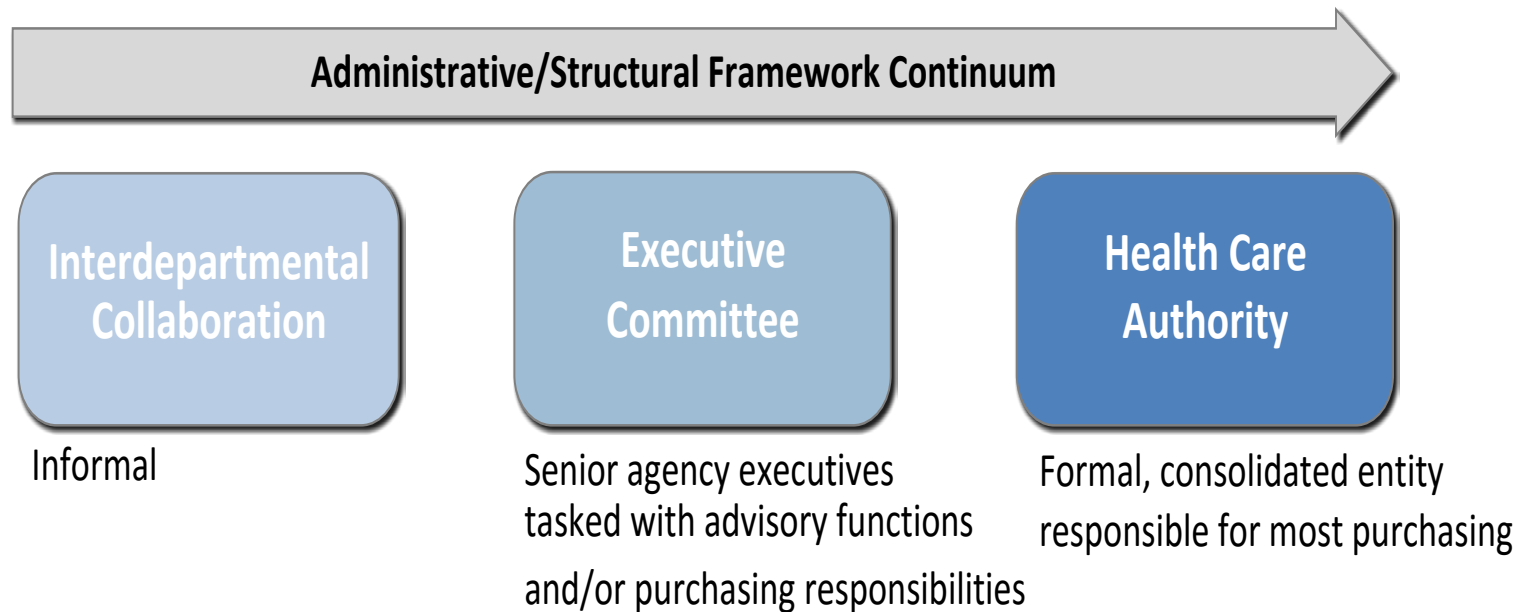 Administrative/Structural Framework Continuum
Interdepartmental
Collaboration
Executive
Committee
Health Care
Authority
Informal
Senior agency executives
tasked with advisory functions
and/or purchasing responsibilities
Formal, consolidated entity
responsible for most purchasing